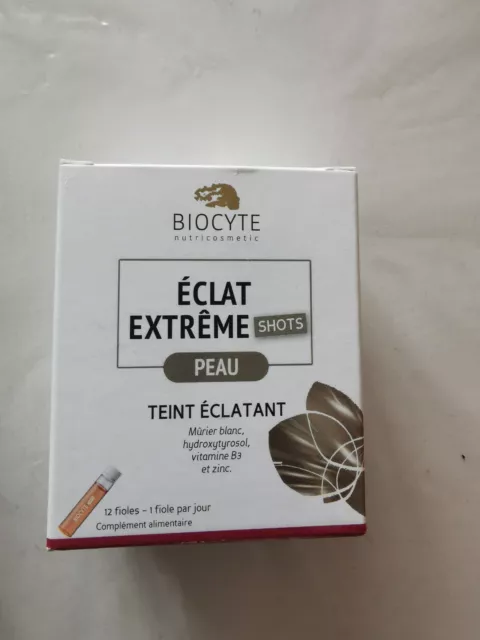 BIOCYTE
nutricosmetic
ÉCLAT
EXTRÊME SHOTS
PEAU
TEINT ÉCLATANT
Mûrier blanc,
hydroxytyrosol,
vitamine B3
et zinc.
12 fioles - 1 fiole par jour
Complément alimentaire